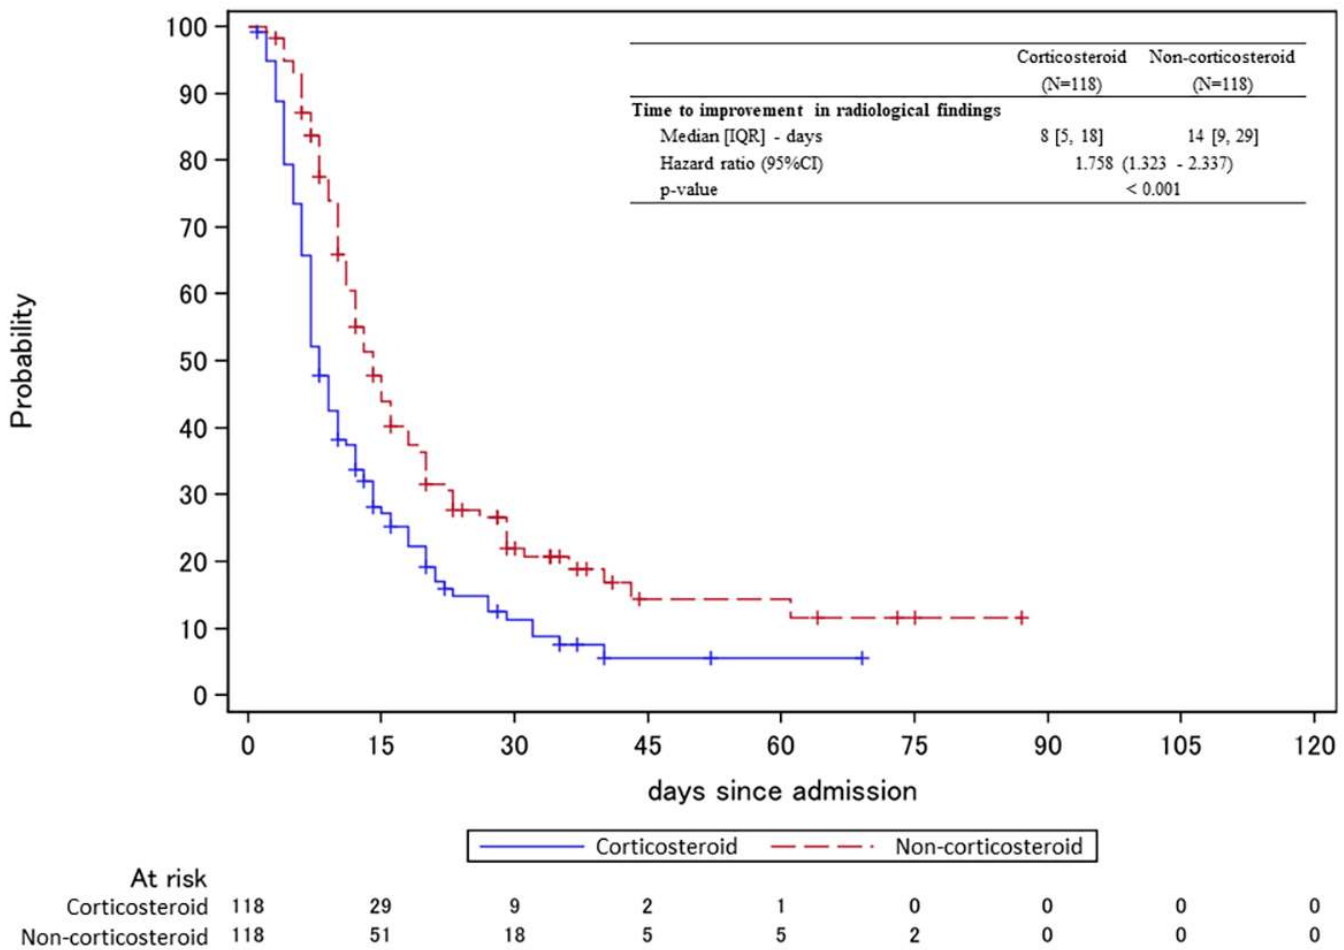 Corticosteroid Non-corticosteroid
(N=118) (N=118)
Time to improvement in radiological findings
Median [IQR] - days 8 [5, 18] 14 [9, 29]
Hazard ratio (95%CI) 1.758 (1.323 - 2.337)
p-value < 0.001
Probability
100
90
80
70
60
50
40
30
20
10
0
0 15 30 45 60 75 90 105 120
days since admission
Corticosteroid Non-corticosteroid
At risk
Corticosteroid 118 29 9 2 1 0 0 0 0
Non-corticosteroid 118 51 18 5 5 2 0 0 0